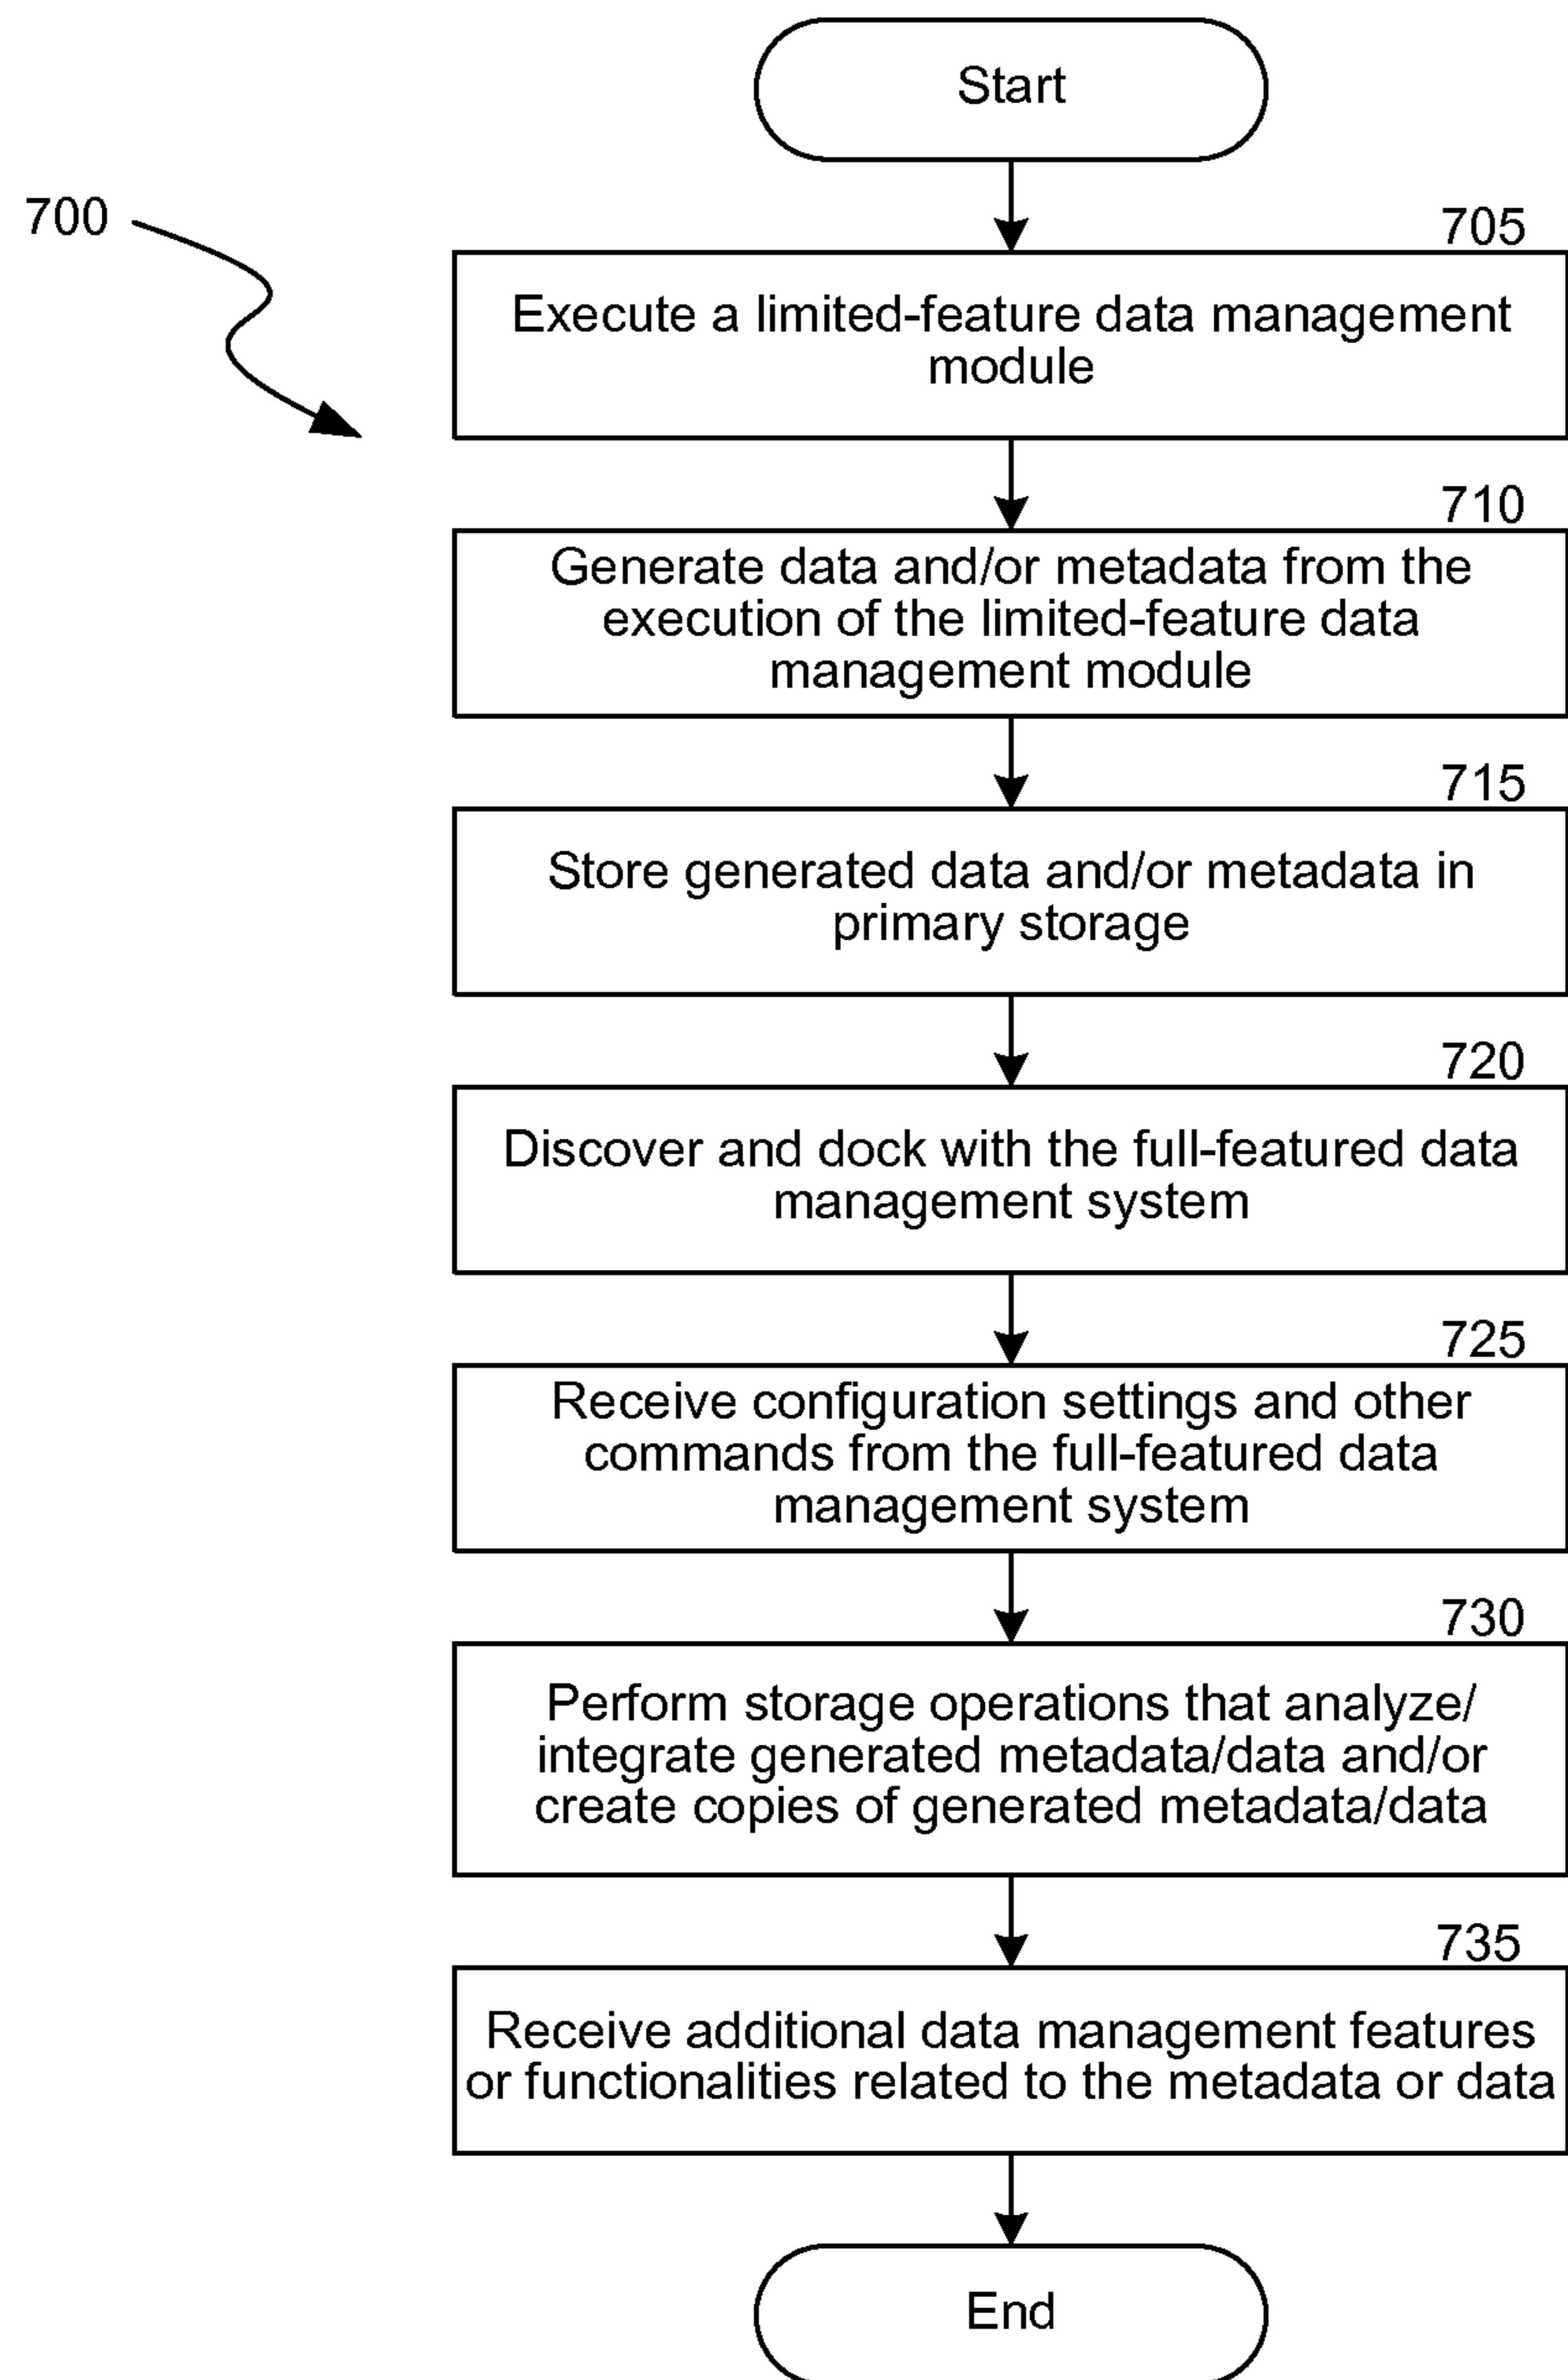 Start
700
705
Execute a limited-feature data management
module
710
Generate data and/or metadata from the
execution of the limited-feature data
management module
715
Store generated data and/or metadata in
primary storage
720
Discover and dock with the full-featured data
management system
725
Receive configuration settings and other
commands from the full-featured data
management system
730
Perform storage operations that analyze/
integrate generated metadata/data and/or
create copies of generated metadata/data
735
Receive additional data management features
or functionalities related to the metadata or data
End